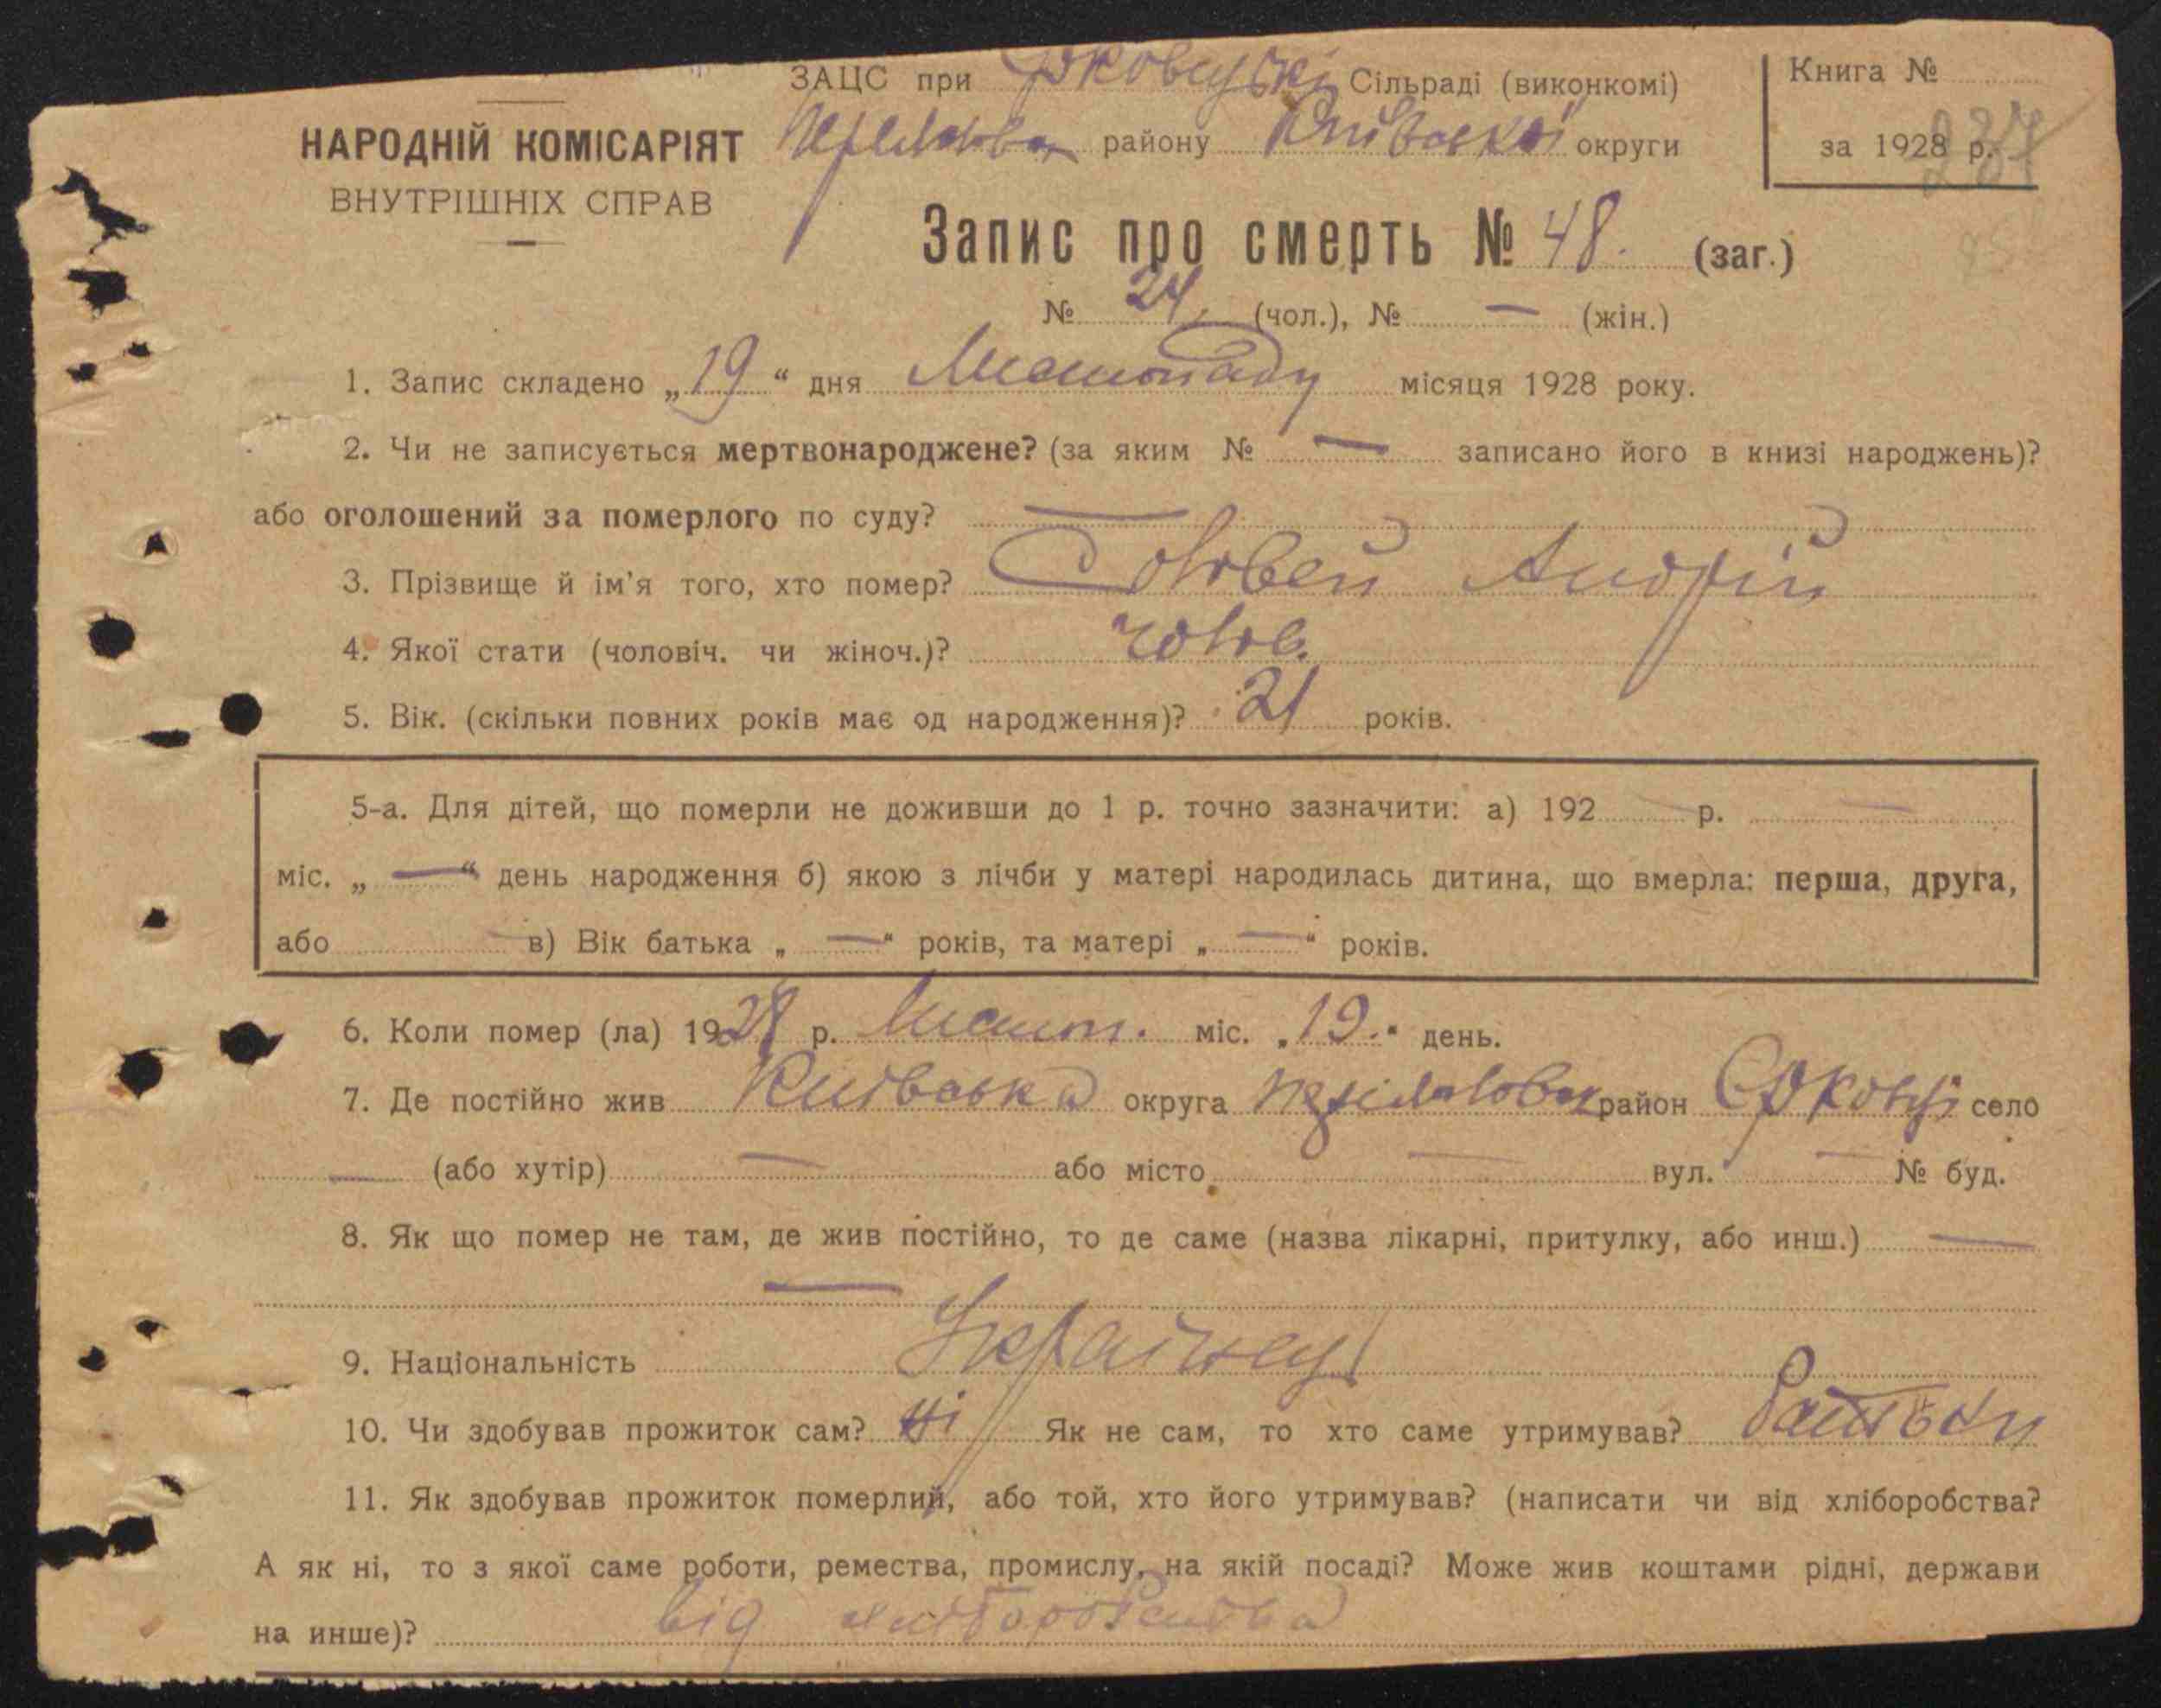 ЗАЦС при Єрковецькі Сільраді (виконкомі)
Книга №
НАРОДНІЙ КОМІСАРІЯТ
району Київської округи
за 1928 р.
ВНУТРІШНІХ СПРАВ
Запис про смерть № 48. (заг.)
№ 24, (чол.), № — (жін.)
1. Запис складено „19“ дня Листопаду місяця 1928 року.
2. Чи не записується мертвонароджене? (за яким № — записано його в книзі народжень)?
або оголошений за померлого по суду? —
3. Прізвище й ім'я того, хто помер? Соловей Андрій
4. Якої стати (чоловіч. чи жіноч.)? чолов.
5. Вік. (скільки повних років має од народження)? 21 років.
5-а. Для дітей, що померли не доживши до 1 р. точно зазначити: а) 192 — р. —
міс. „ — “ день народження б) якою з лічби у матері народилась дитина, що вмерла: перша, друга,
або — в) Вік батька „ — “ років, та матері „ — “ років.
6. Коли помер (ла) 1928 р. Лист. міс. „19.“ день.
7. Де постійно жив Київська округа район Єрковці село
— (або хутір) — або місто — вул. — № буд.
8. Як що помер не там, де жив постійно, то де саме (назва лікарні, притулку, або инш.) —
—
9. Національність Українец
10. Чи здобував прожиток сам? ні Як не сам, то хто саме утримував? батьки
11. Як здобував прожиток померлий, або той, хто його утримував? (написати чи від хліборобства?
А як ні, то з якої саме роботи, ремества, промислу, на якій посаді? Може жив коштами рідні, держави
на инше)? від хліборобства